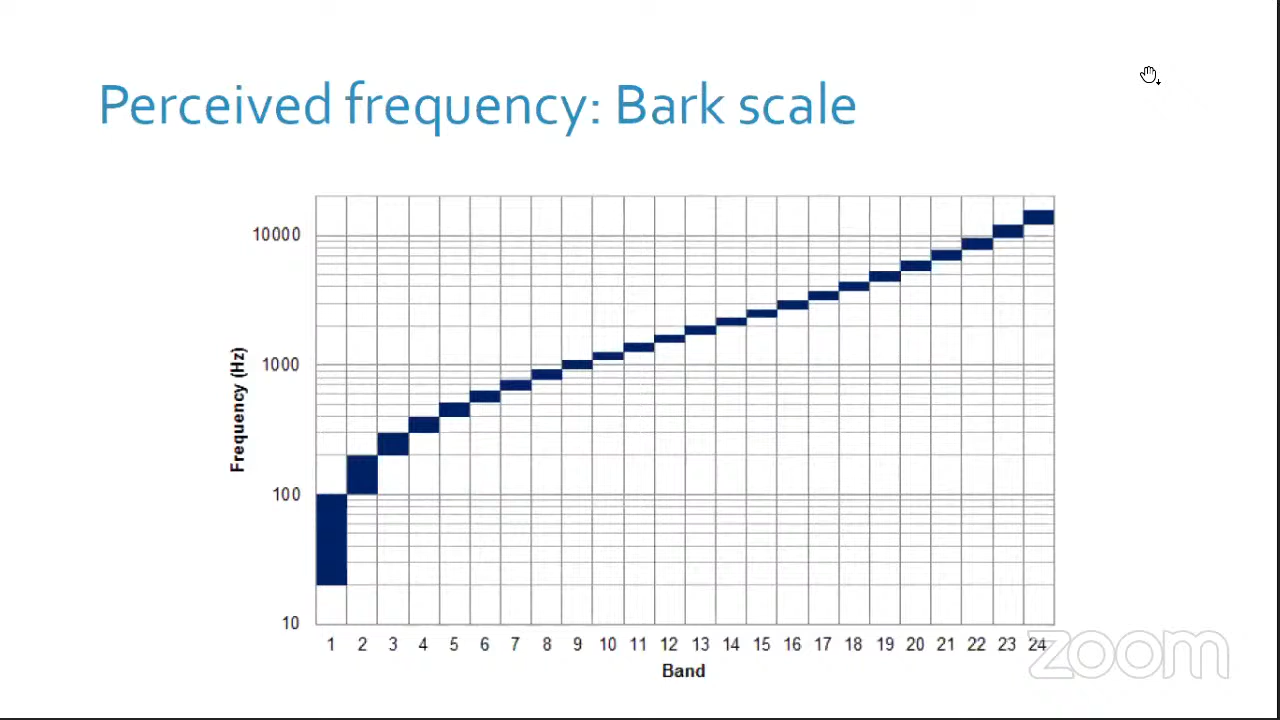 Perceived frequency: Bark scale
10000
1000
100
10
Frequency (Hz)
1 2 3 4 5 6 7 8 9 10 11 12 13 14 15 16 17 18 19 20 21 22 23 24
Band
zoom